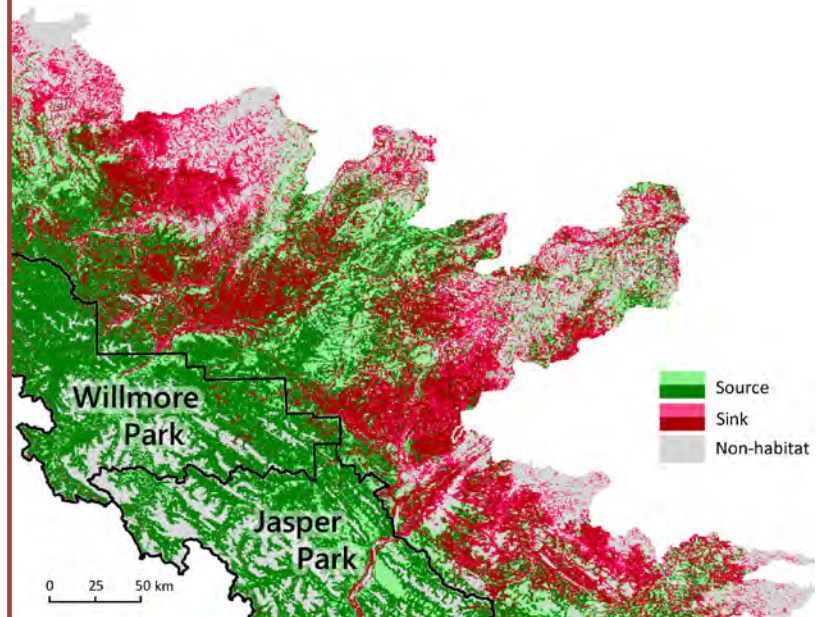 Source
Sink
Non-habitat
Willmore
Park
Jasper
Park
0 25 50 km